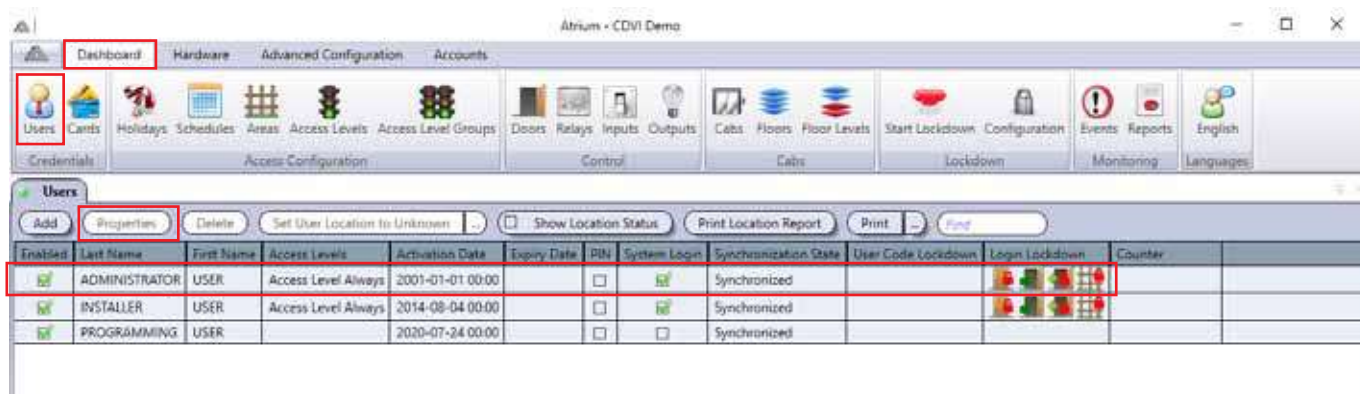 Atrium - CDVI Demo
Dashboard Hardware Advanced Configuration Accounts
Users Cards Holidays Schedules Areas Access Levels Access Level Groups Doors Relays Inputs Outputs Cabs Floors Floor Levels Start Lockdown Configuration Events Reports English
Credentials Access Configuration Control Cabs Lockdown Monitoring Languages
Users
Add Properties Delete Set User Location to Unknown ... Show Location Status Print Location Report Print ... Find
Enabled Last Name First Name Access Levels Activation Date Expiry Date PIN System Login Synchronization State User Code Lockdown Login Lockdown Counter
ADMINISTRATOR USER Access Level Always 2001-01-01 00:00 Synchronized
INSTALLER USER Access Level Always 2014-08-04 00:00 Synchronized
PROGRAMMING USER 2020-07-24 00:00 Synchronized